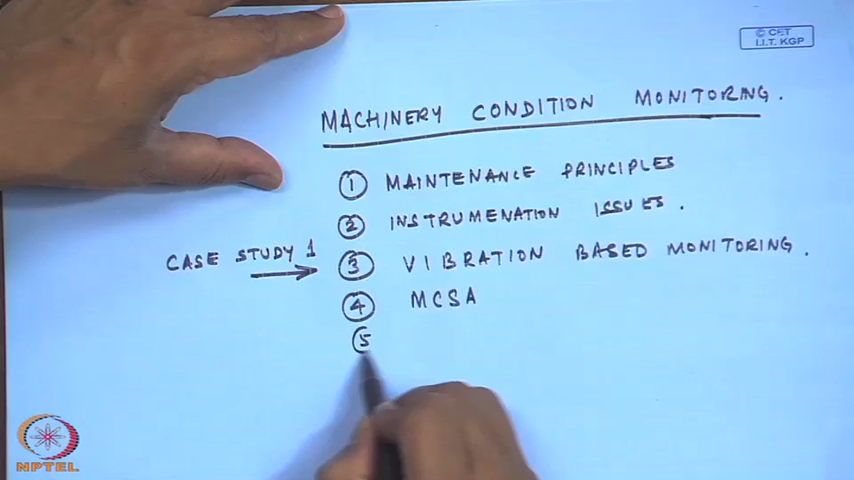 © CET
I.I.T. KGP
MACHINERY CONDITION MONITORING.
① MAINTENANCE PRINCIPLES
② INSTRUMENATION ISSUES.
CASE STUDY 1 → ③ VIBRATION BASED MONITORING.
④ MCSA
⑤
NPTEL